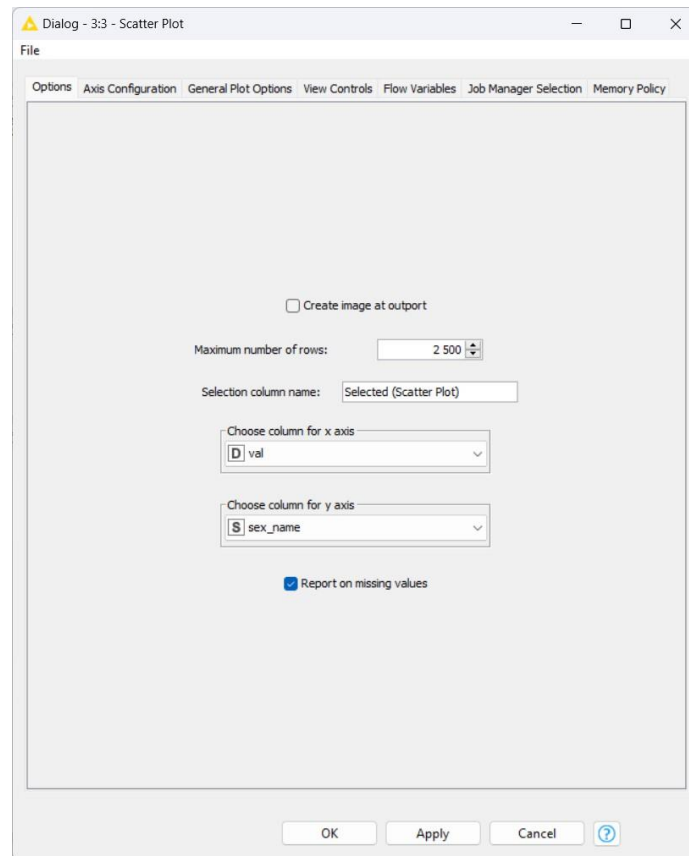 Dialog - 3:3 - Scatter Plot
File
Options Axis Configuration General Plot Options View Controls Flow Variables Job Manager Selection Memory Policy
Create image at outport
Maximum number of rows: 2 500
Selection column name: Selected (Scatter Plot)
Choose column for x axis
D val
Choose column for y axis
S sex_name
Report on missing values
OK Apply Cancel ?